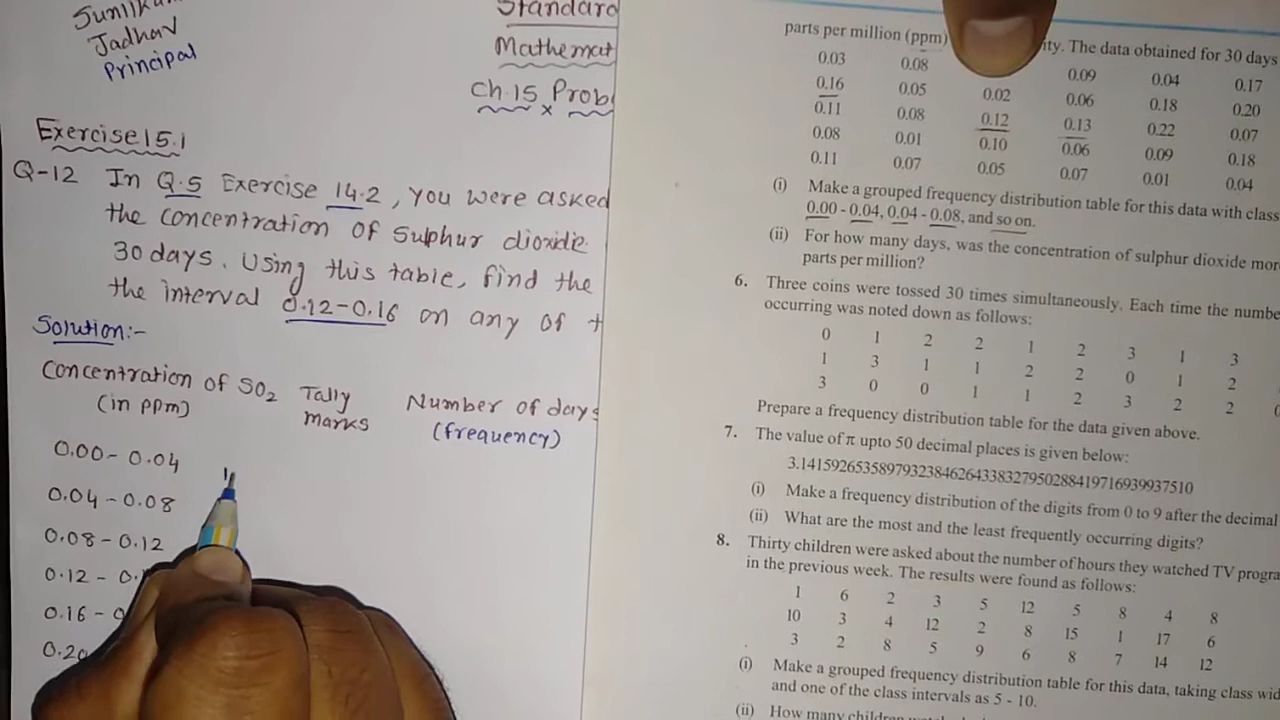 Jadhav
Principal
Standard
Mathemat
Ch.15 Prob
Exercise 15.1
Q-12 In Q.5 Exercise 14.2, you were asked
the concentration of Sulphur dioxide
30 days. Using this table, find the
the interval 0.12-0.16 on any of t
Solution:-
Concentration of SO2 Tally Number of days
(in ppm) marks (frequency)
0.00-0.04
0.04-0.08
0.08-0.12
0.12-0.
0.16-0
0.20
parts per million (ppm) ity. The data obtained for 30 days
0.03 0.08 0.09 0.04 0.17
0.16 0.05 0.02 0.06 0.18 0.20
0.11 0.08 0.12 0.13 0.22 0.07
0.08 0.01 0.10 0.06 0.09 0.18
0.11 0.07 0.05 0.07 0.01 0.04
(i) Make a grouped frequency distribution table for this data with class
0.00 - 0.04, 0.04 - 0.08, and so on.
(ii) For how many days, was the concentration of sulphur dioxide mor
parts per million?
6. Three coins were tossed 30 times simultaneously. Each time the numbe
occurring was noted down as follows:
0 1 2 2 1 2 3 1 3
1 3 1 1 2 2 0 1 2
3 0 0 1 1 2 3 2 2
Prepare a frequency distribution table for the data given above.
7. The value of π upto 50 decimal places is given below:
3.14159265358979323846264338327950288419716939937510
(i) Make a frequency distribution of the digits from 0 to 9 after the decimal
(ii) What are the most and the least frequently occurring digits?
8. Thirty children were asked about the number of hours they watched TV progra
in the previous week. The results were found as follows:
1 6 2 3 5 12 5 8 4 8
10 3 4 12 2 8 15 1 17 6
3 2 8 5 9 6 8 7 14 12
(i) Make a grouped frequency distribution table for this data, taking class wid
and one of the class intervals as 5 - 10.
(ii) How many children